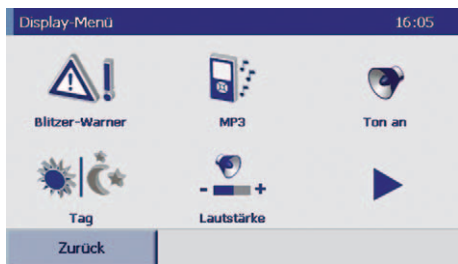 Display-Menü 16:05
Blitzer-Warner MP3 Ton an
Tag Lautstärke
- +
Zurück